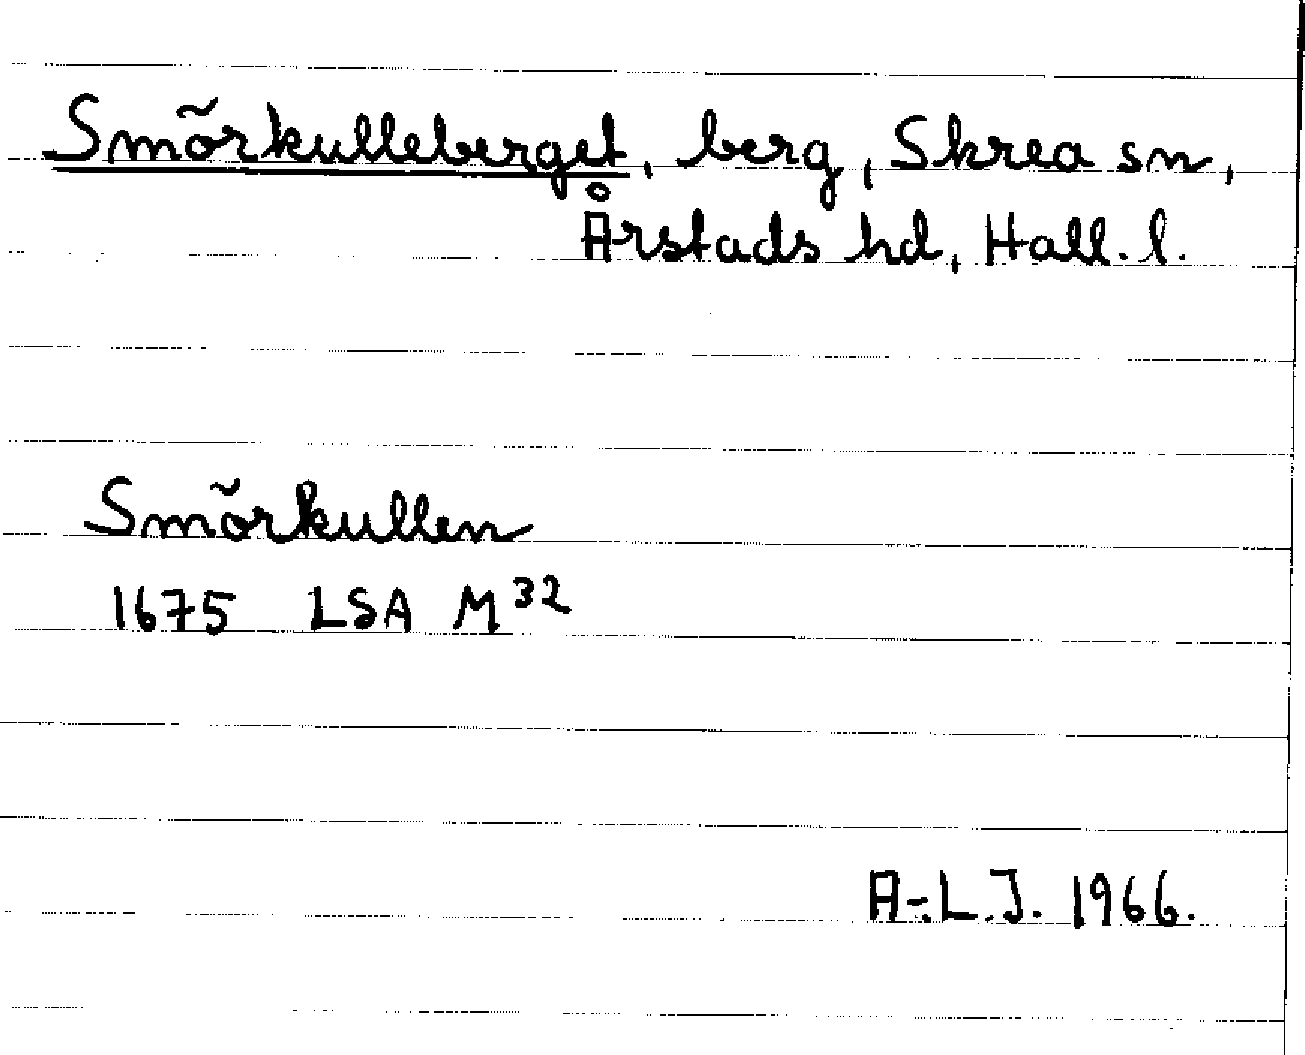 Smörkulleberget, berg, Skrea sn,
Årstads hd, Hall. l.
Smörkullen
1675 LSA M³²
A-L.J. 1966.